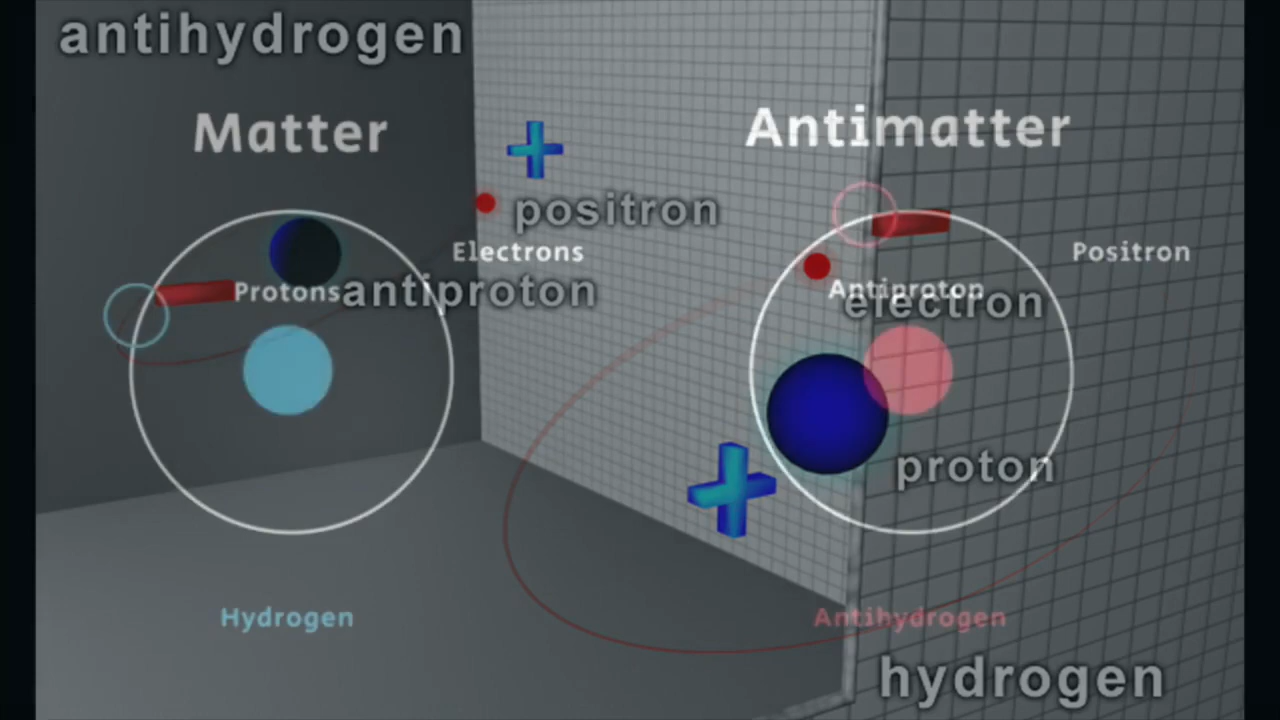 antihydrogen
Matter
Antimatter
positron
Electrons
Positron
Protons
antiproton
Antiproton
electron
proton
Hydrogen
Antihydrogen
hydrogen